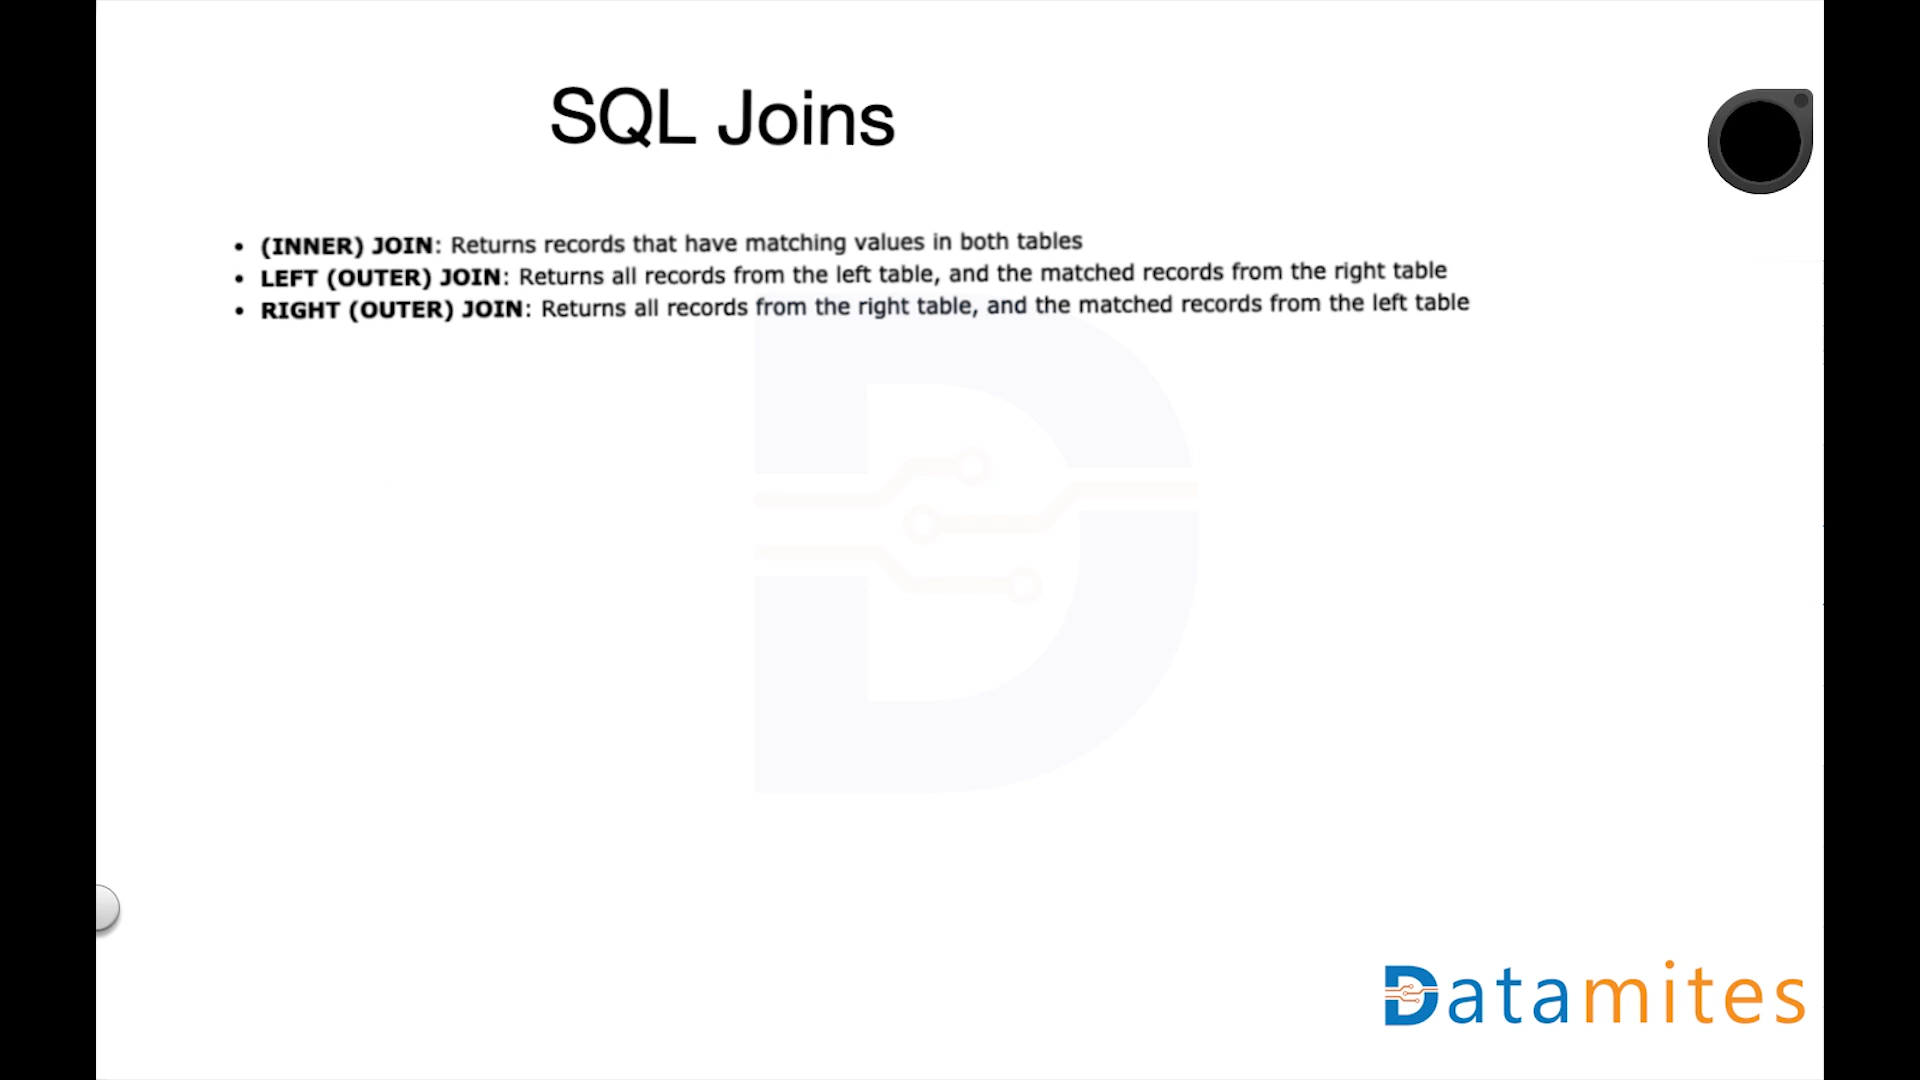 SQL Joins
• (INNER) JOIN: Returns records that have matching values in both tables
• LEFT (OUTER) JOIN: Returns all records from the left table, and the matched records from the right table
• RIGHT (OUTER) JOIN: Returns all records from the right table, and the matched records from the left table
Datamites